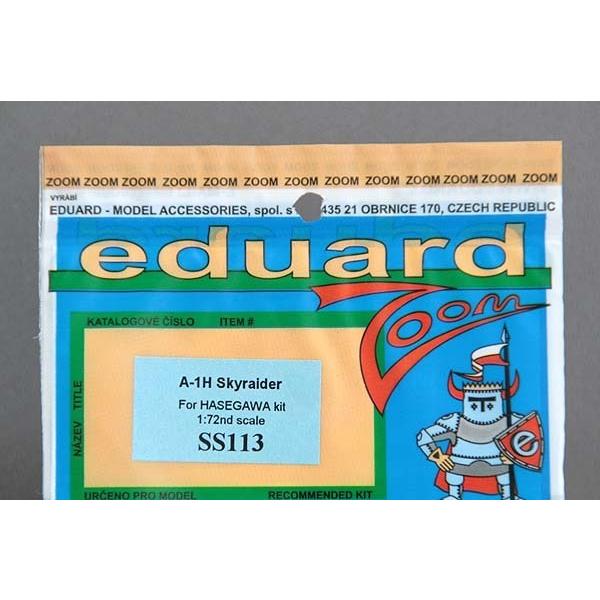 ZOOM ZOOM ZOOM ZOOM ZOOM ZOOM ZOOM ZOOM ZOOM ZOOM ZOOM ZOOM ZOOM
VYRÁBÍ
EDUARD - MODEL ACCESSORIES, spol. s 435 21 OBRNICE 170, CZECH REPUBLIC
eduard
Zoom
KATALOGOVÉ ČÍSLO ITEM #
NÁZEV TITLE
A-1H Skyraider
For HASEGAWA kit
1:72nd scale
SS113
e
URČENO PRO MODEL RECOMMENDED KIT